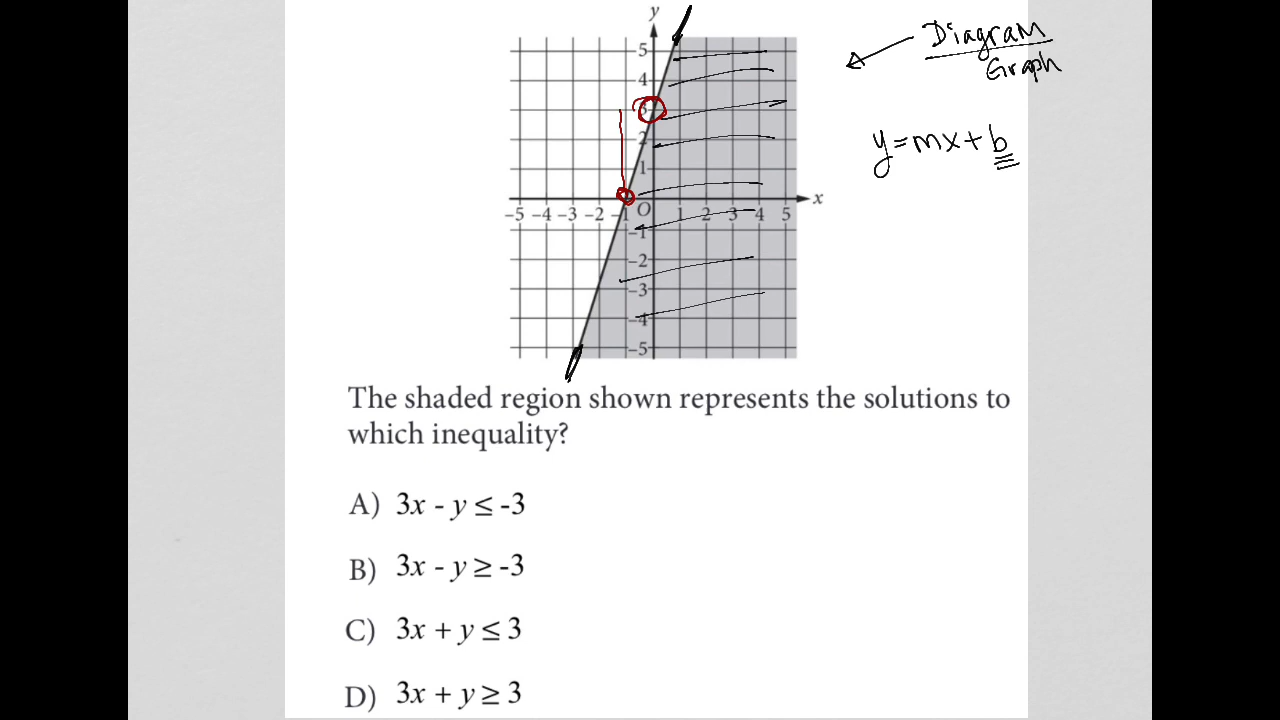 y
Diagram
Graph
5
4
3
2
1
y=mx+b
-5 -4 -3 -2 -1 O 1 2 3 4 5 x
-1
-2
-3
-4
-5
The shaded region shown represents the solutions to
which inequality?
A) 3x - y ≤ -3
B) 3x - y ≥ -3
C) 3x + y ≤ 3
D) 3x + y ≥ 3